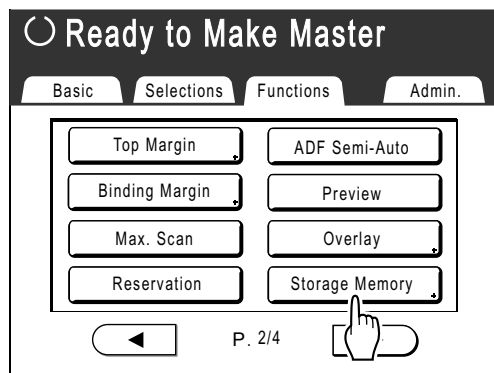 Ready to Make Master
Basic Selections Functions Admin.
Top Margin ADF Semi-Auto
Binding Margin Preview
Max. Scan Overlay
Reservation Storage Memory
P. 2/4